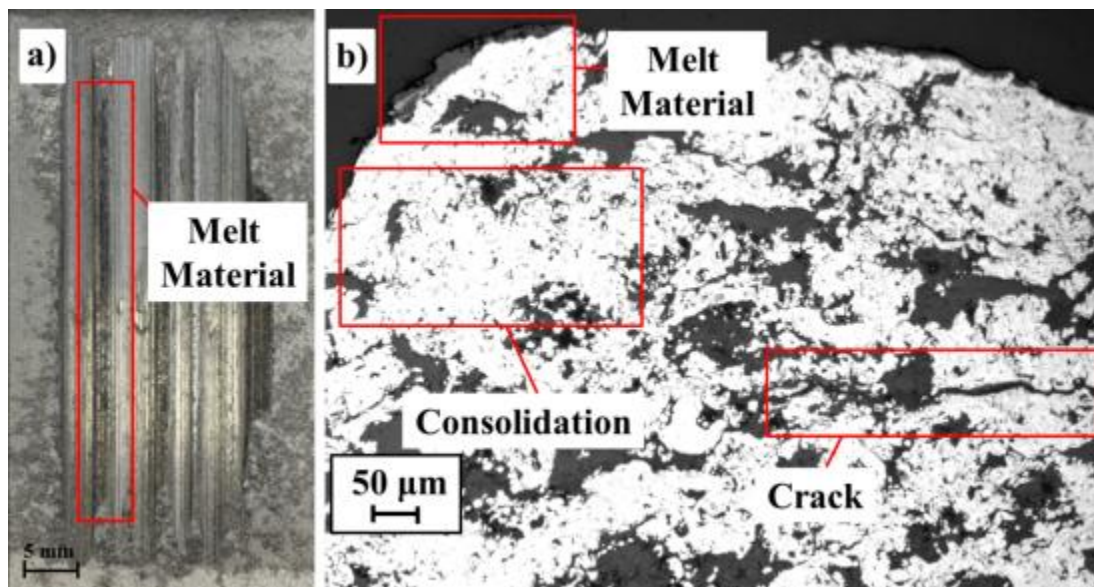 a)
Melt
Material
5 mm
b)
Melt
Material
Consolidation
50 μm
Crack